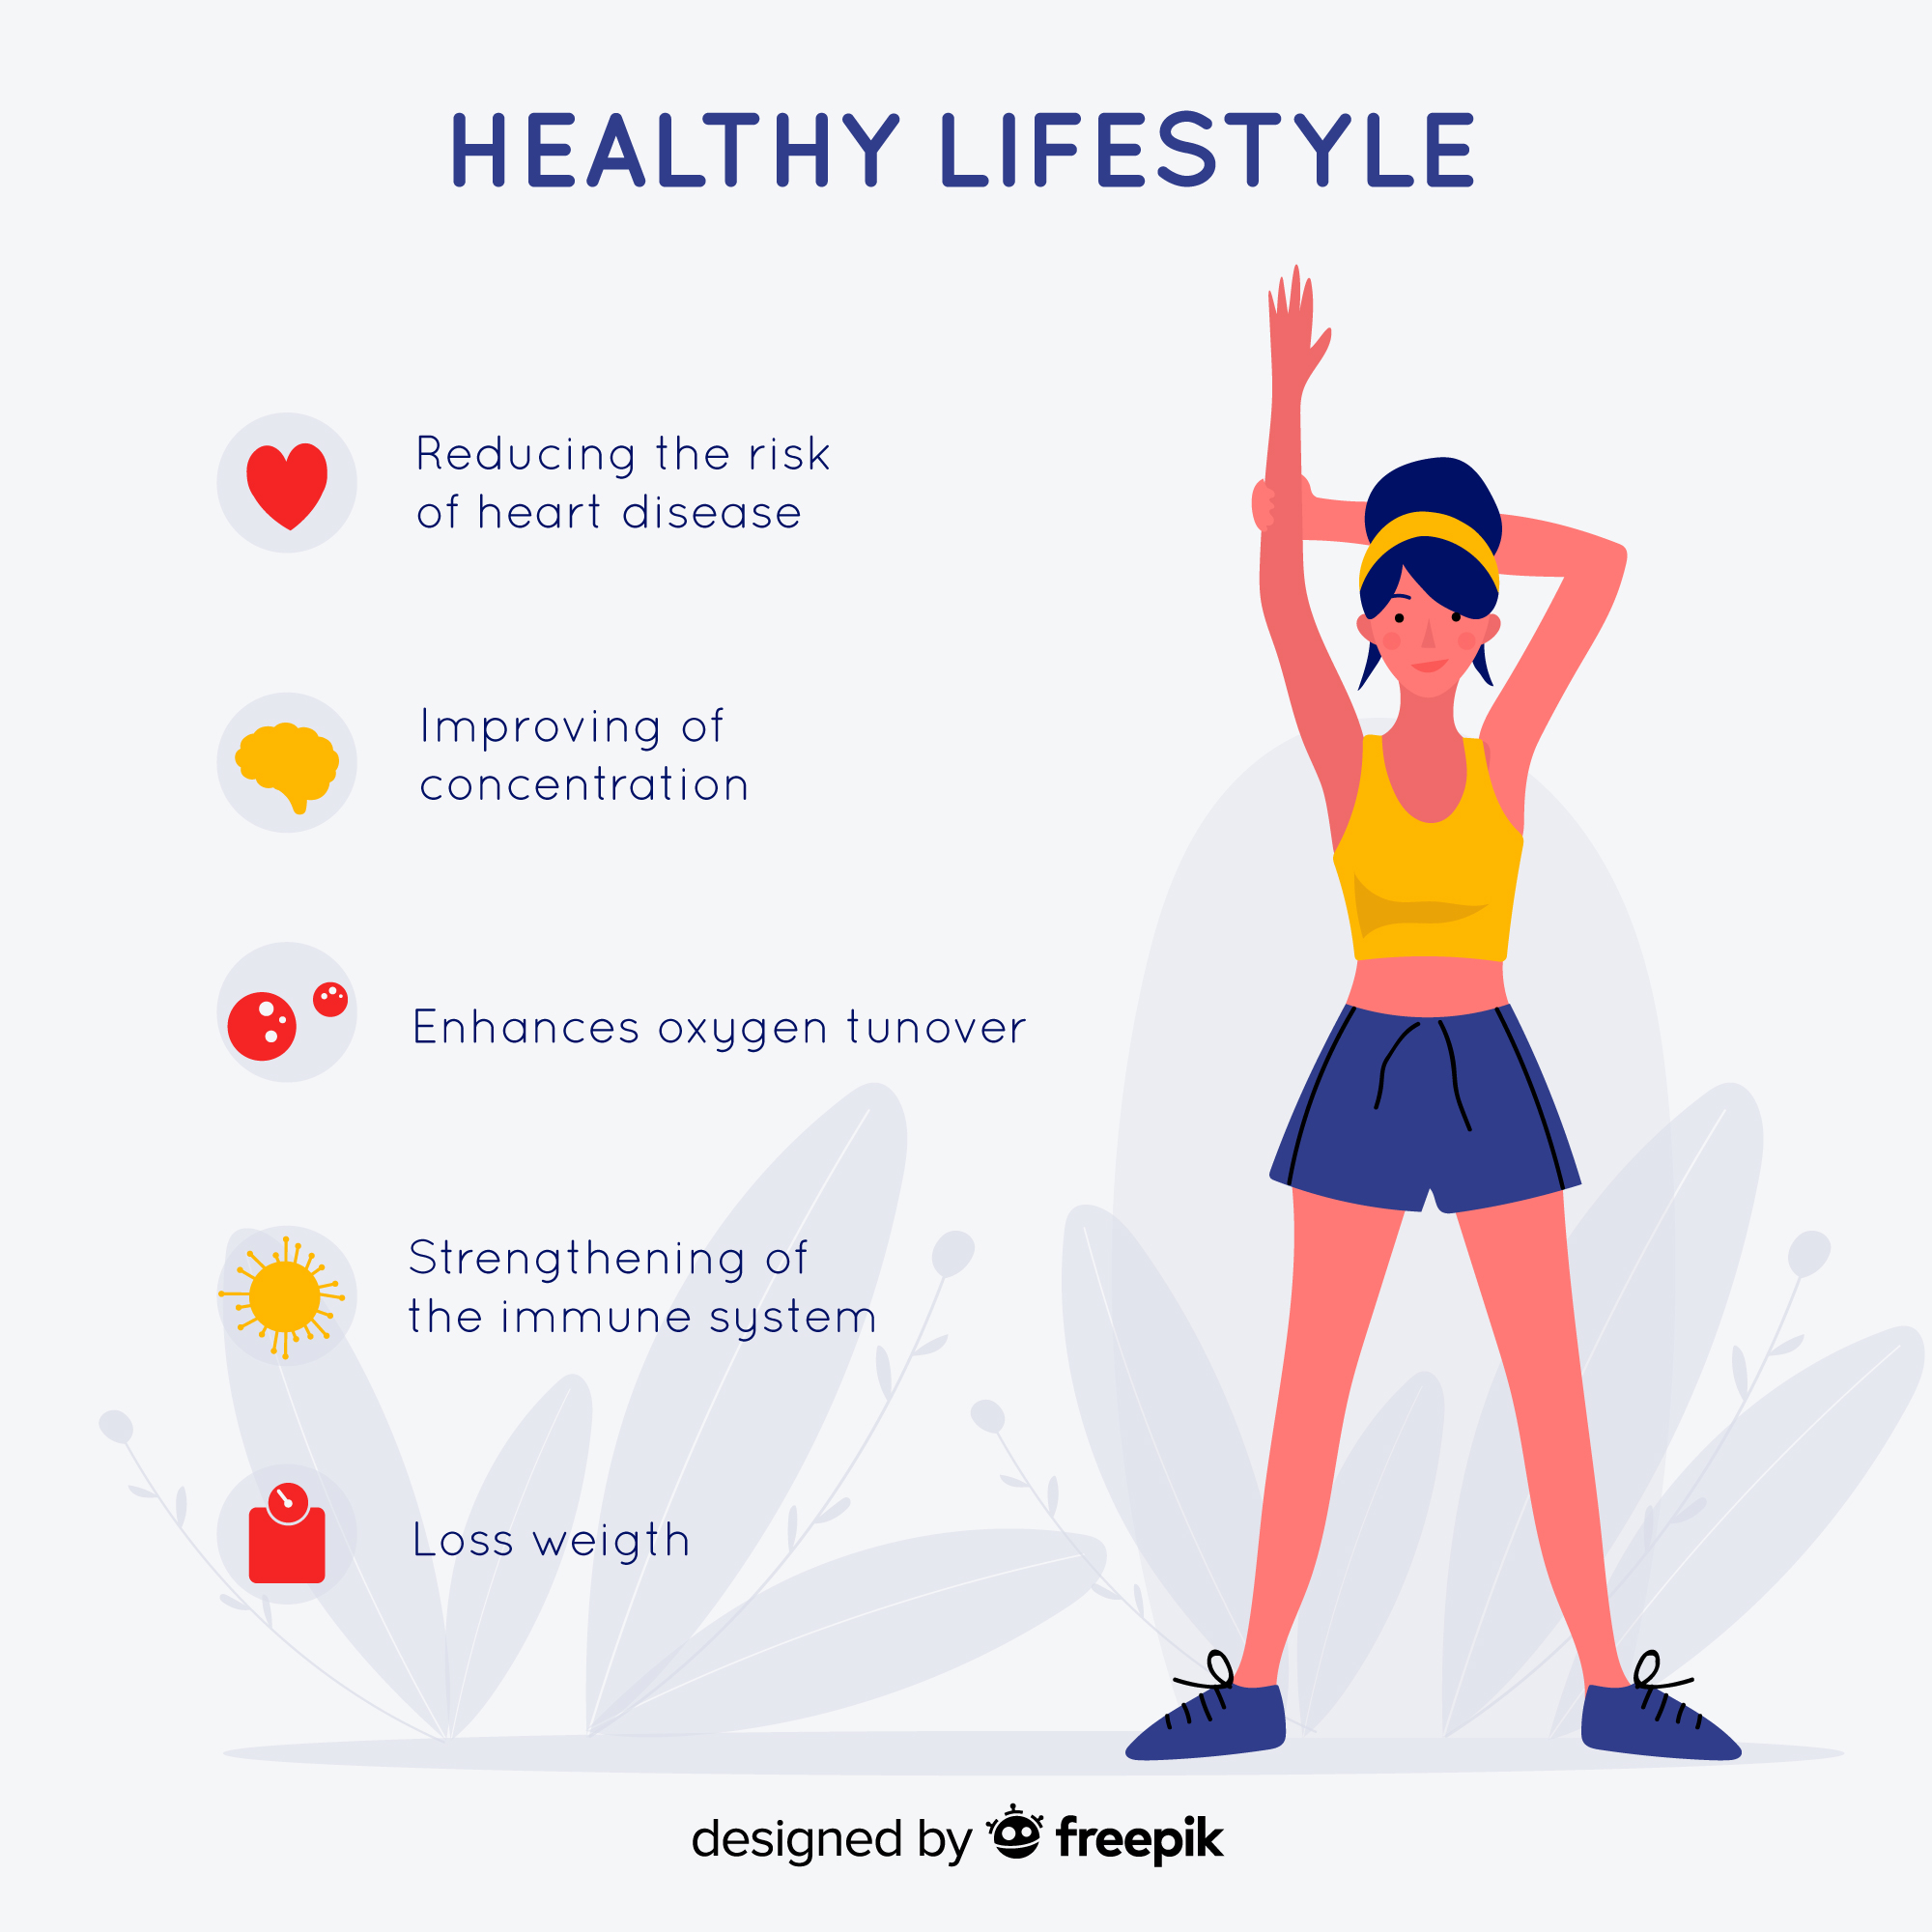 HEALTHY LIFESTYLE
Reducing the risk
of heart disease
Improving of
concentration
Enhances oxygen tunover
Strengthening of
the immune system
Loss weigth
designed by freepik